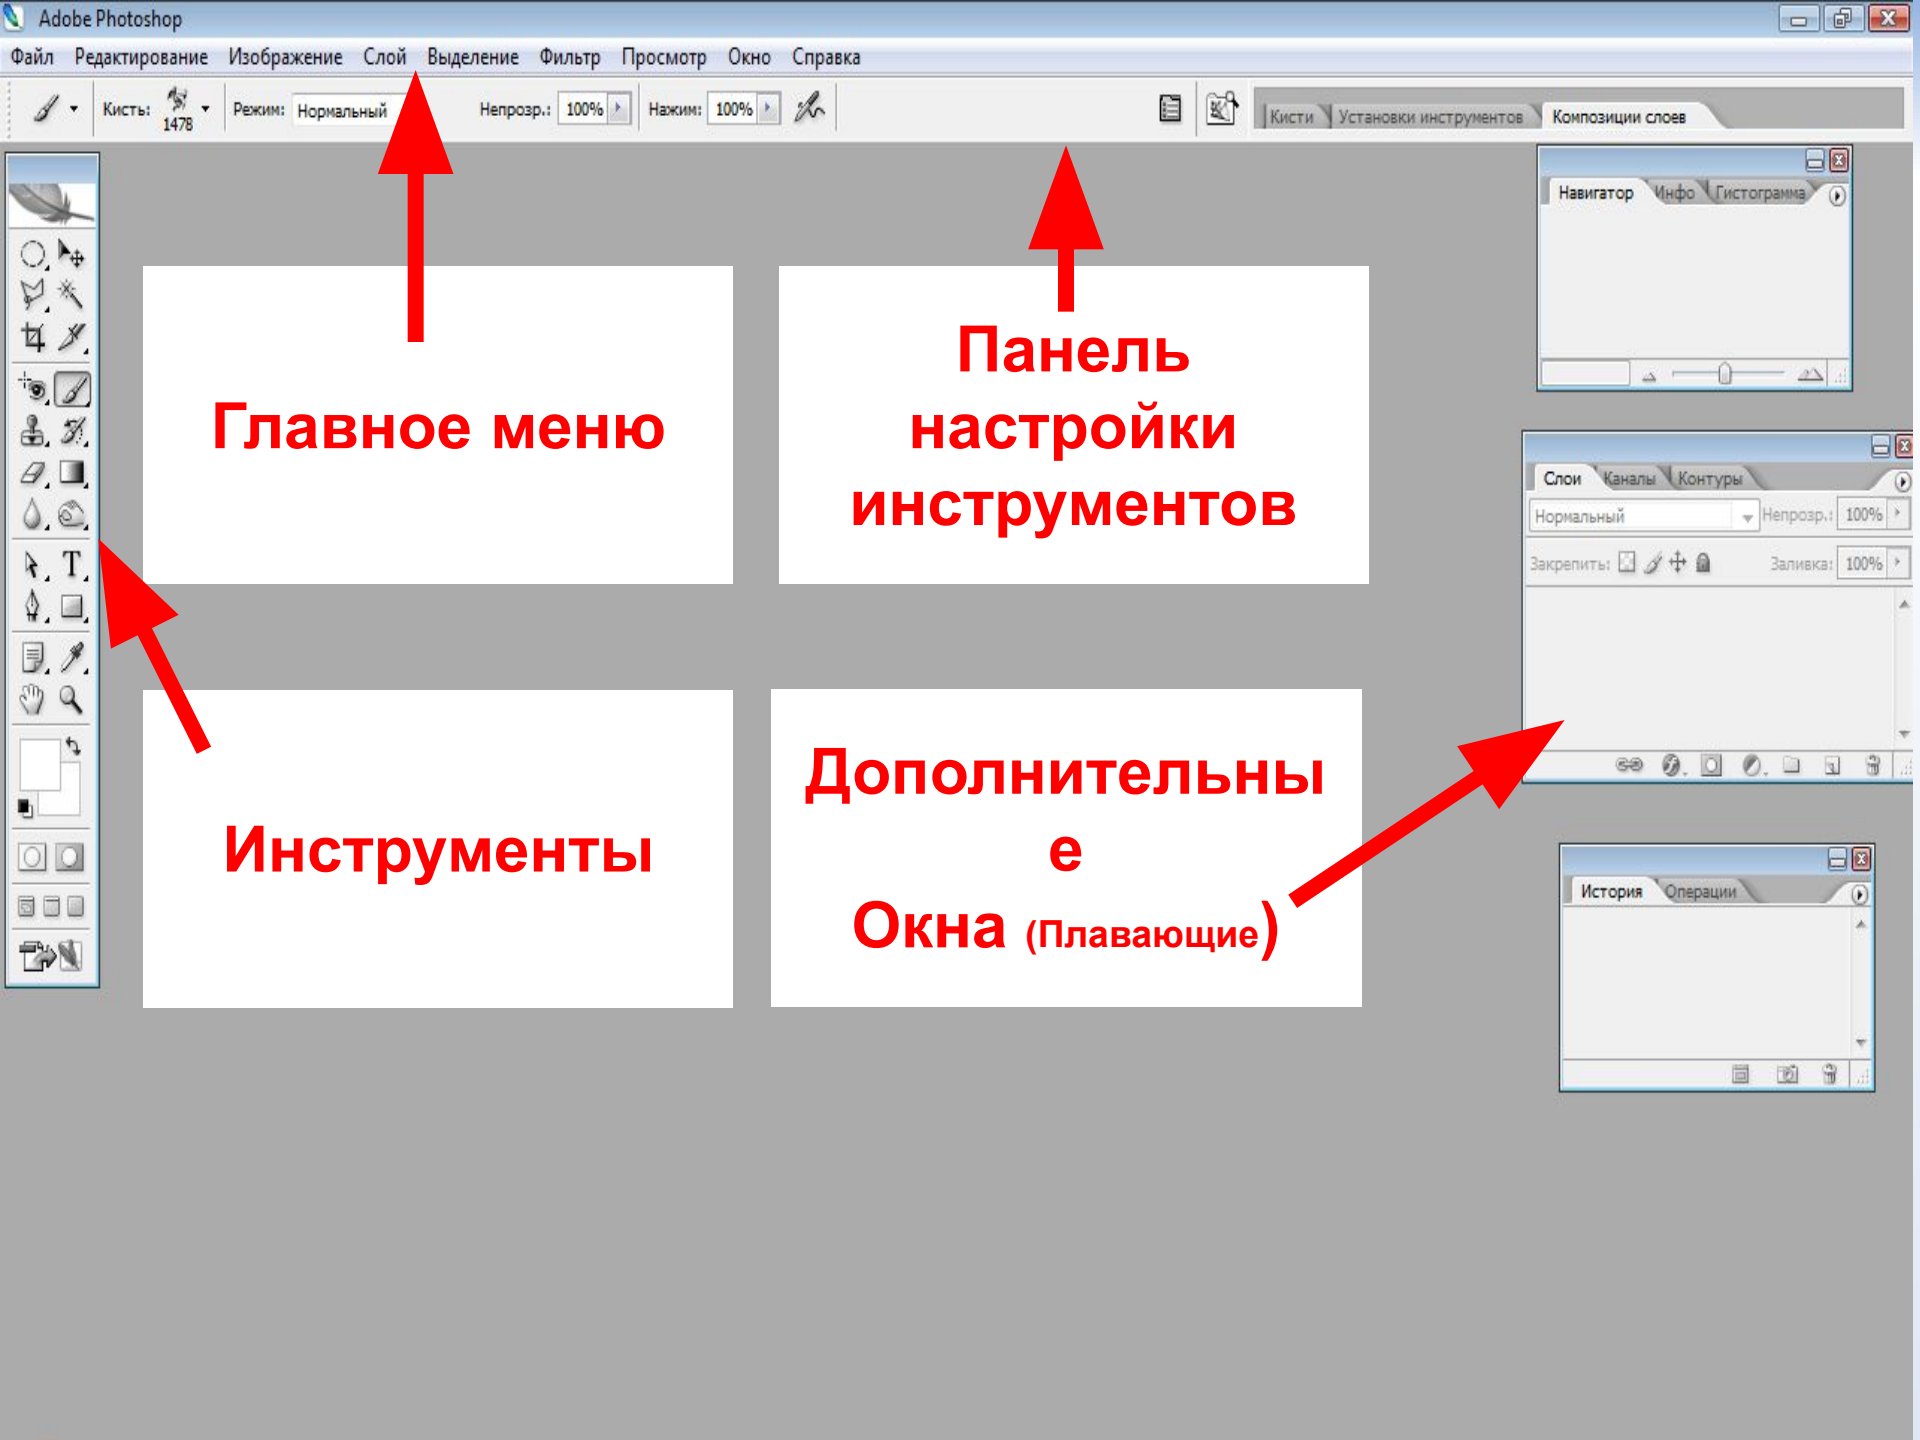 Adobe Photoshop
Файл Редактирование Изображение Слой Выделение Фильтр Просмотр Окно Справка
Кисть: 1478 Режим: Нормальный Непрозр.: 100% Нажим: 100%
Кисти Установки инструментов Композиции слоев
Навигатор Инфо Гистограмма
Главное меню
Панель
настройки
инструментов
Слои Каналы Контуры
Нормальный Непрозр.: 100%
Закрепить: Заливка: 100%
T
Инструменты
Дополнительны
е
Окна (Плавающие)
История Операции